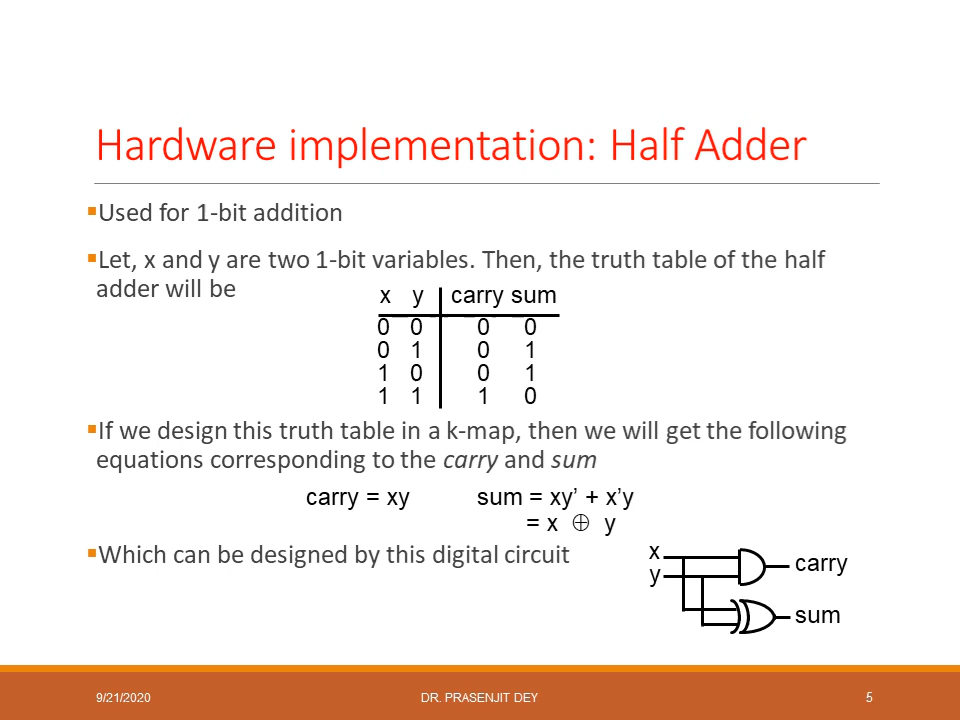 Hardware implementation: Half Adder
▪Used for 1-bit addition
▪Let, x and y are two 1-bit variables. Then, the truth table of the half
adder will be
x y carry sum
0 0 0 0
0 1 0 1
1 0 0 1
1 1 1 0
▪If we design this truth table in a k-map, then we will get the following
equations corresponding to the carry and sum
carry = xy sum = xy’ + x’y
= x ⊕ y
▪Which can be designed by this digital circuit
x
y
carry
sum
9/21/2020 DR. PRASENJIT DEY 5